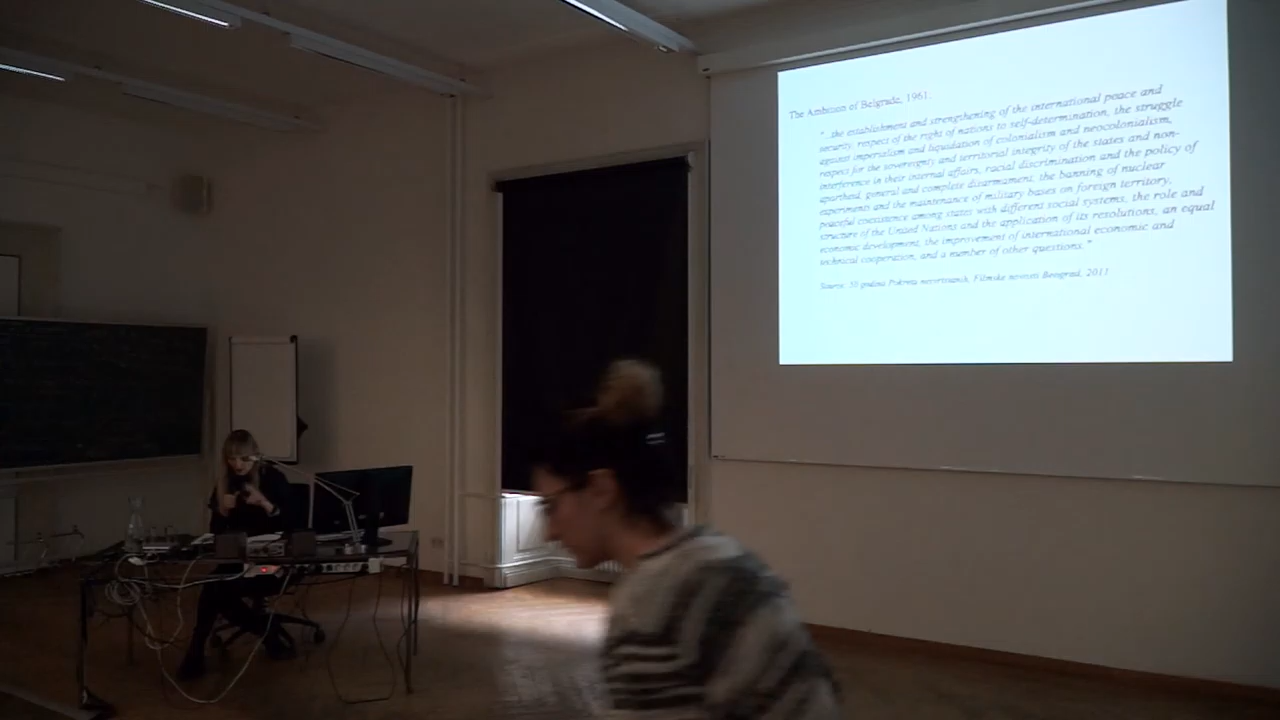 The Ambition of Belgrade, 1961.
"...the establishment and strengthening of the international peace and
security, respect of the right of nations to self-determination, the struggle
against imperialism and liquidation of colonialism and neocolonialism,
respect for the sovereignty and territorial integrity of the states and non-
interference in their internal affairs, racial discrimination and the policy of
apartheid, general and complete disarmament, the banning of nuclear
experiments and the maintenance of military bases on foreign territory,
peaceful coexistence among states with different social systems, the role and
structure of the United Nations and the application of its resolutions, an equal
economic development, the improvement of international economic and
technical cooperation, and a member of other questions."
Source: 50 godina Pokreta nesvrstanih, Filmske novosti Beograd, 2011